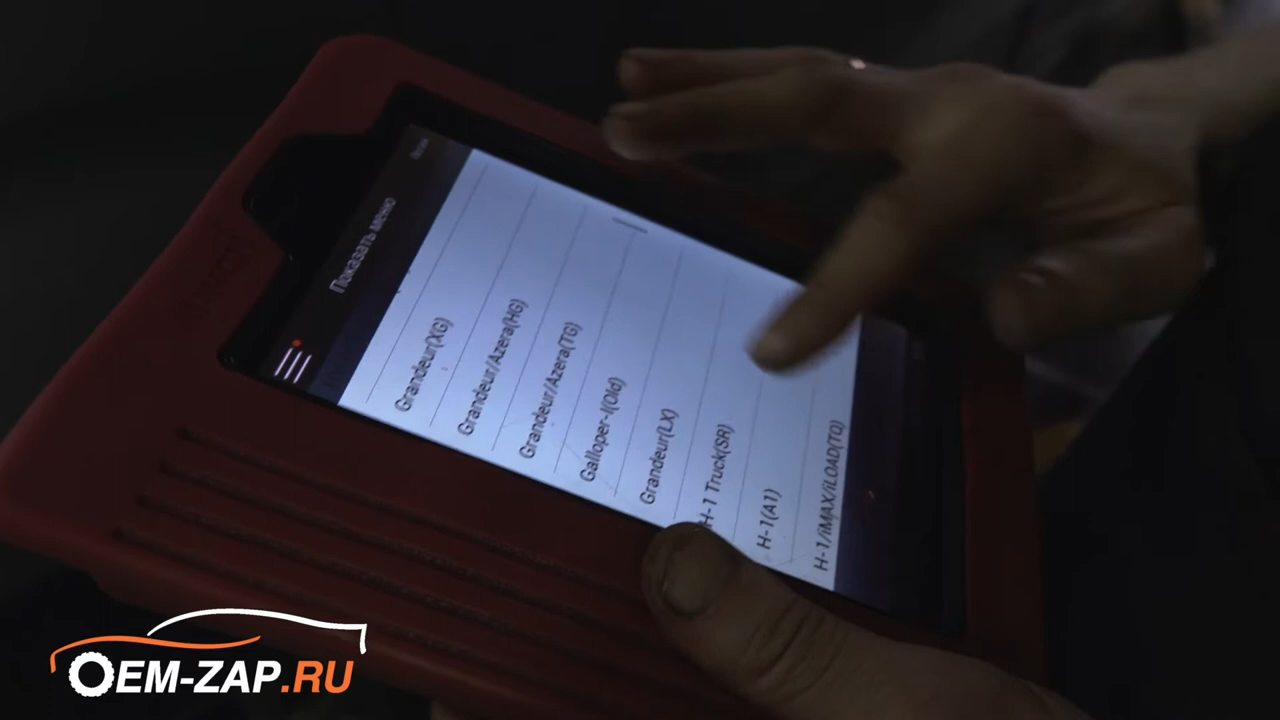 Показать меню
Grandeur(XG)
Grandeur/Azera(HG)
Grandeur/Azera(TG)
Galloper-I(Old)
Grandeur(LX)
H-1 Truck(SR)
H-1(A1)
H-1/iMAX/iLOAD(TQ)
OEM-ZAP.RU